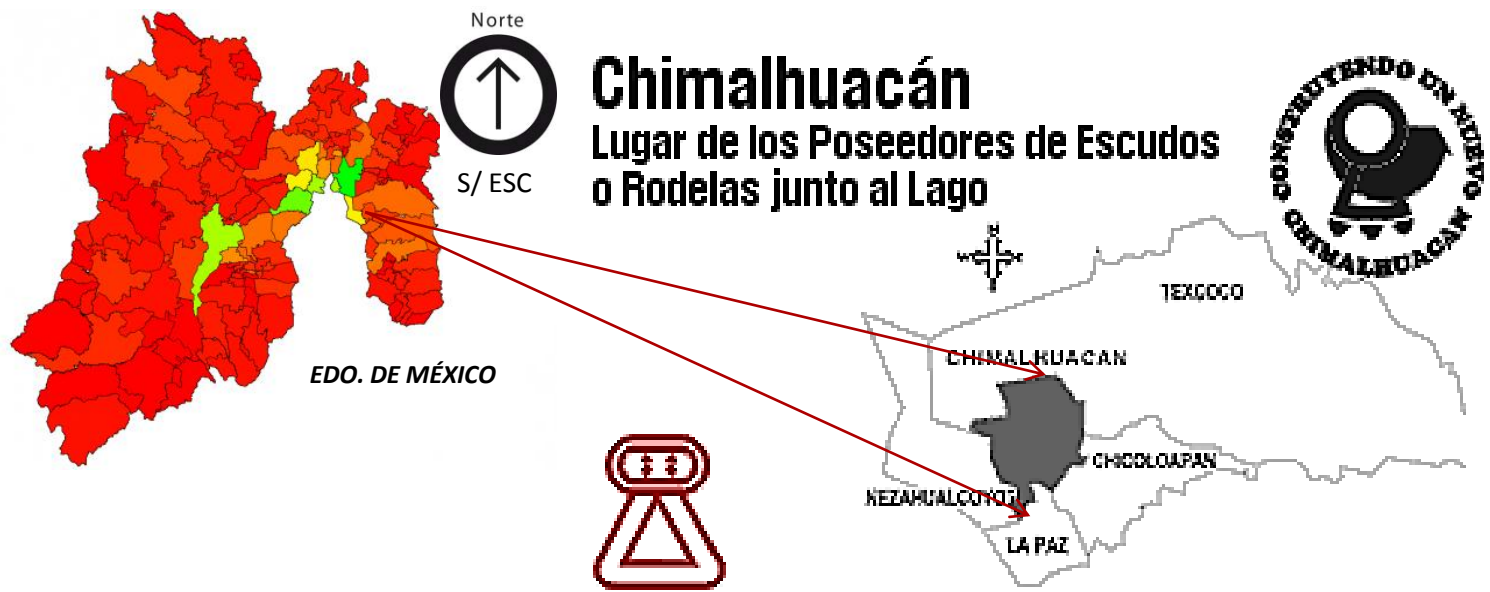 Norte
S/ ESC
Chimalhuacán
Lugar de los Poseedores de Escudos
o Rodelas junto al Lago
CONSTRUYENDO UN NUEVO
CHIMALHUACAN
N
TEXCOCO
CHIMALHUACAN
EDO. DE MÉXICO
CHICOLOAPAN
NEZAHUALCOYOTL
LA PAZ